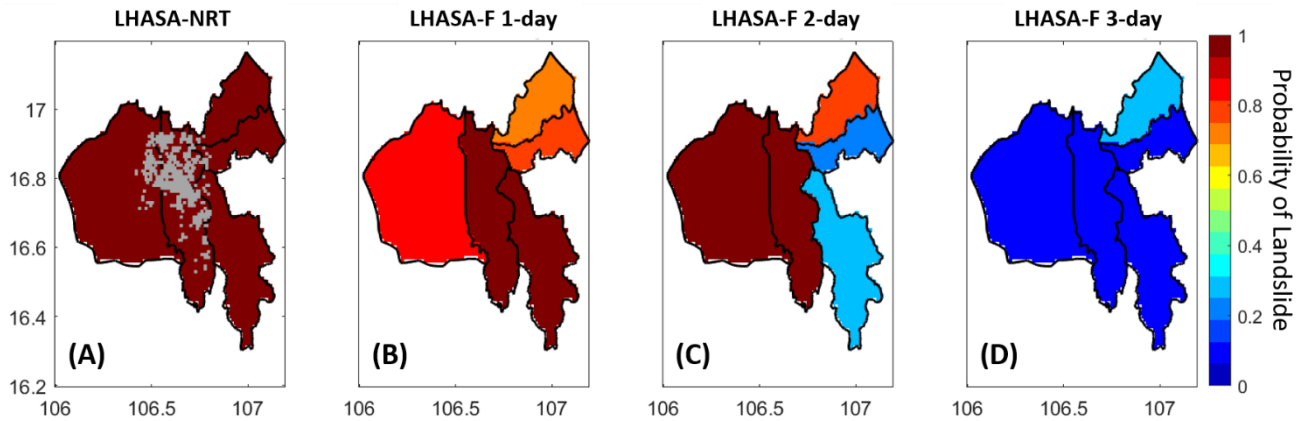 LHASA-NRT
LHASA-F 1-day
LHASA-F 2-day
LHASA-F 3-day
17
16.8
16.6
16.4
16.2
(A)
(B)
(C)
(D)
106
106.5
107
106
106.5
107
106
106.5
107
106
106.5
107
1
0.8
0.6
0.4
0.2
0
Probability of Landslide